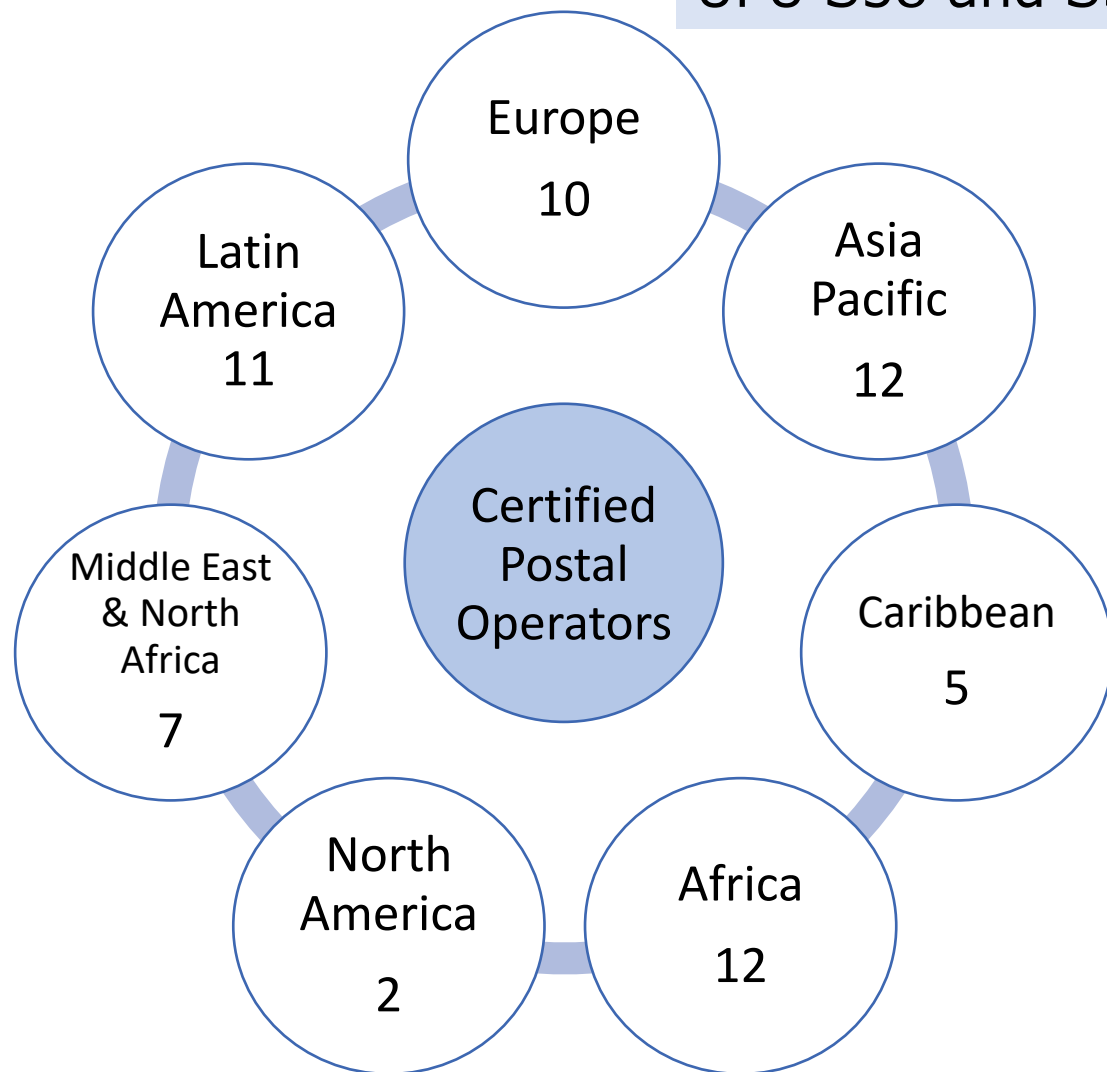 and
Europe
10
Asia
Pacific
12
Caribbean
5
Africa
12
North
America
2
Middle East
& North
Africa
7
Latin
America
11
Certified
Postal
Operators